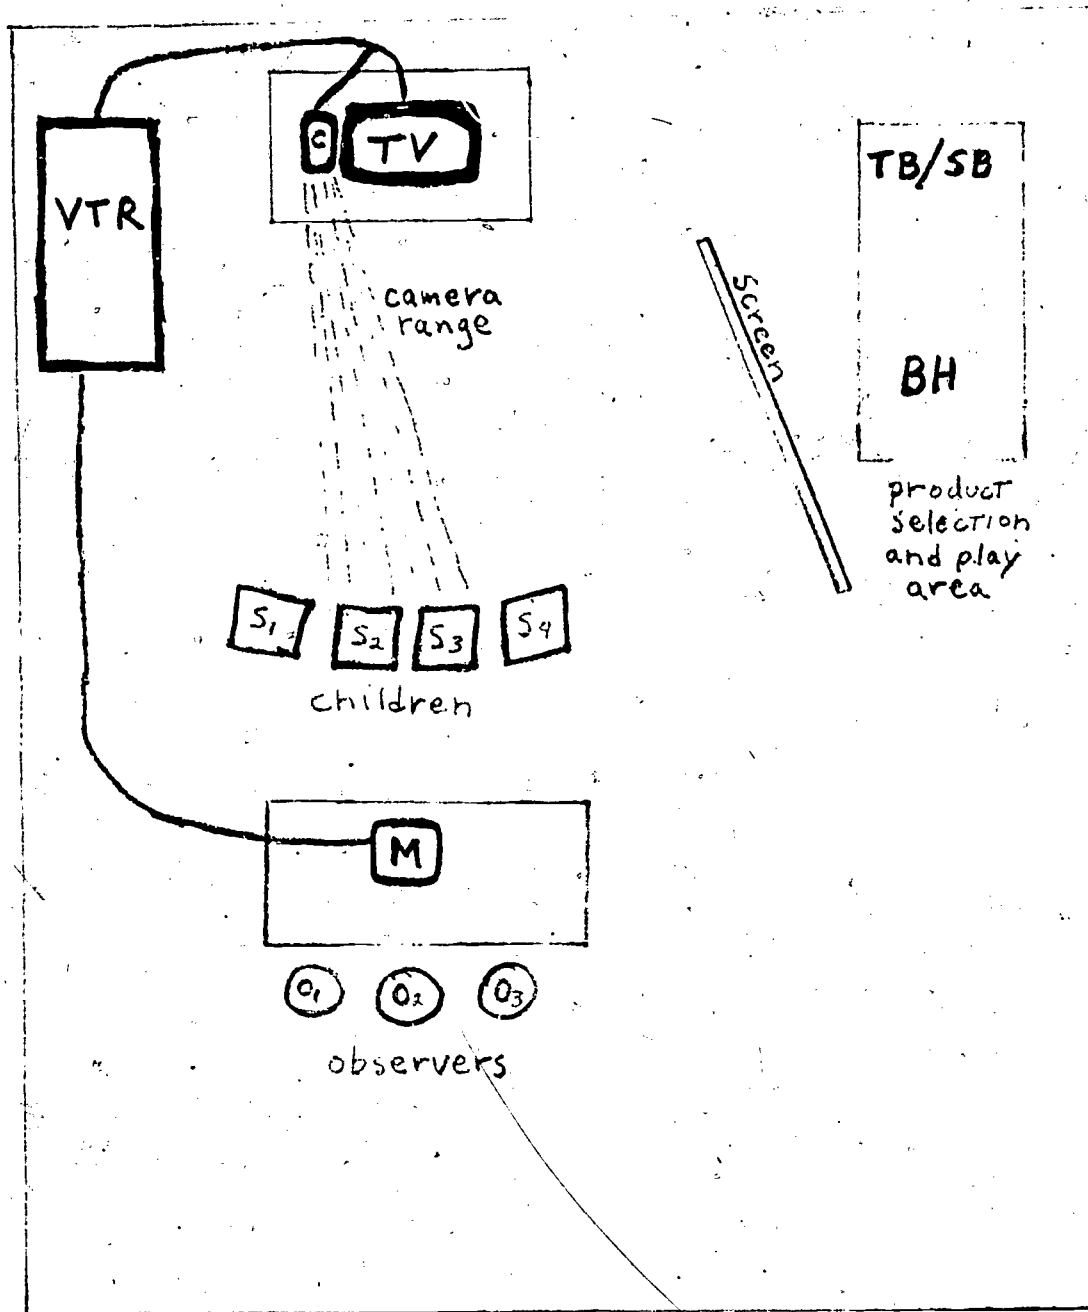 C
TV
VTR
TB/SB
camera
range
Screen
BH
product
selection
and play
area
S1
S2
S3
S4
children
M
O1
O2
O3
observers